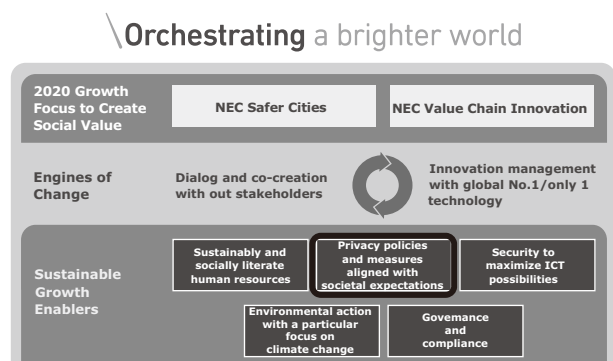 \Orchestrating a brighter world
2020 Growth
Focus to Create
Social Value
NEC Safer Cities
NEC Value Chain Innovation
Engines of
Change
Dialog and co-creation
with out stakeholders
Innovation management
with global No.1/only 1
technology
Sustainable
Growth
Enablers
Sustainably and
socially literate
human resources
Privacy policies
and measures
aligned with
societal expectations
Security to
maximize ICT
possibilities
Environmental action
with a particular
focus on
climate change
Governance
and
compliance